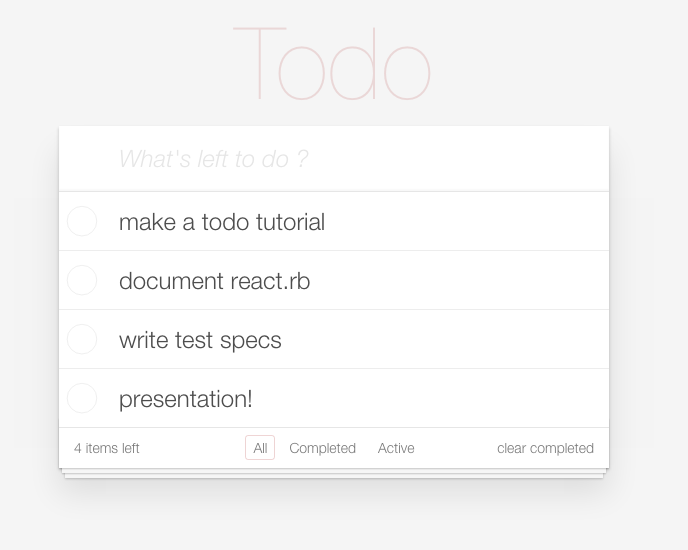 Todo
What's left to do ?
make a todo tutorial
document react.rb
write test specs
presentation!
4 items left All Completed Active clear completed